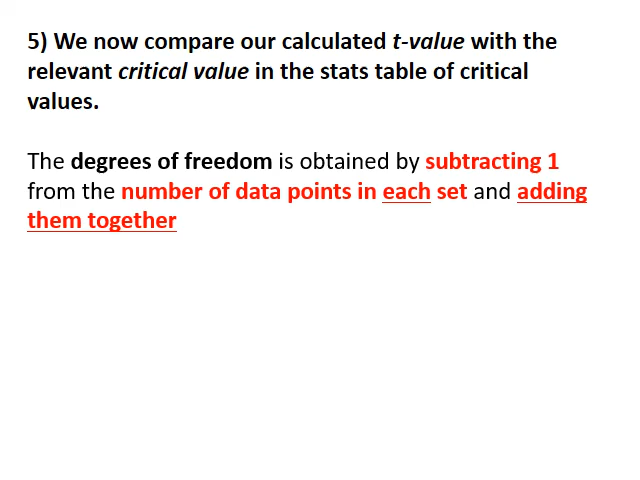 5) We now compare our calculated t-value with the
relevant critical value in the stats table of critical
values.
The degrees of freedom is obtained by subtracting 1
from the number of data points in each set and adding
them together